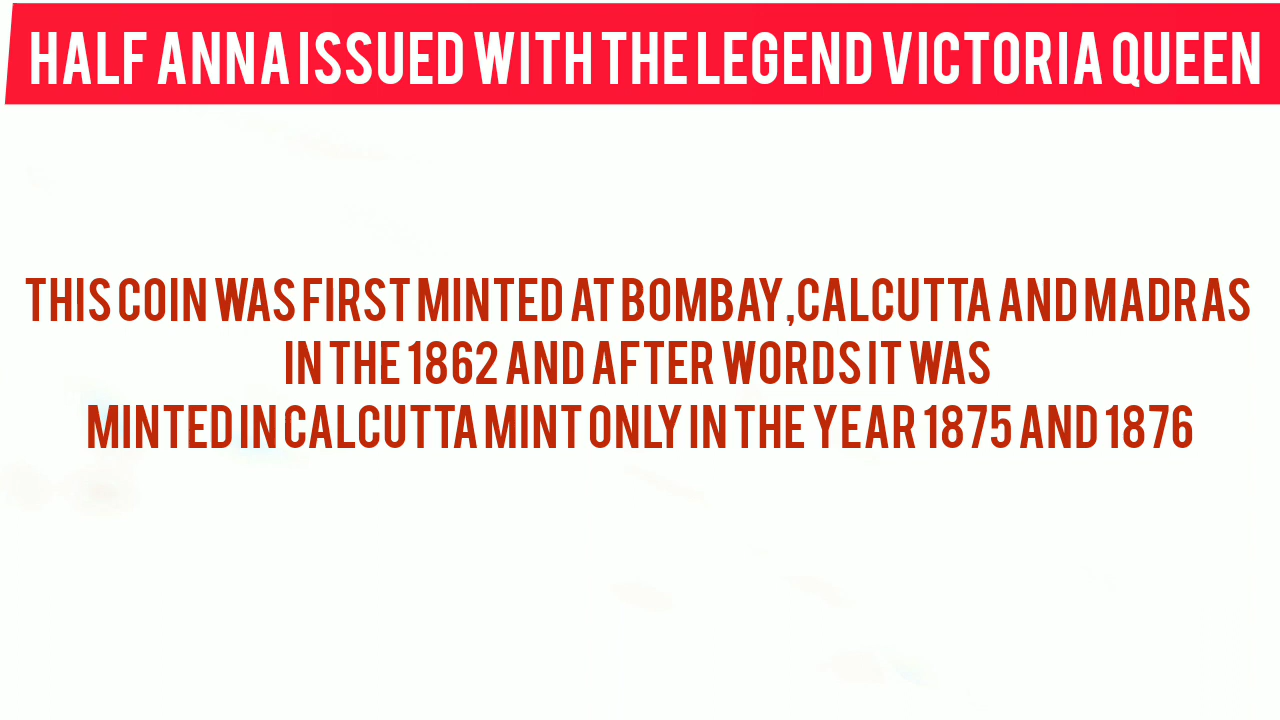 HALF ANNA ISSUED WITH THE LEGEND VICTORIA QUEEN
THIS COIN WAS FIRST MINTED AT BOMBAY ,CALCUTTA AND MADRAS
IN THE 1862 AND AFTER WORDS IT WAS
MINTED IN CALCUTTA MINT ONLY IN THE YEAR 1875 AND 1876